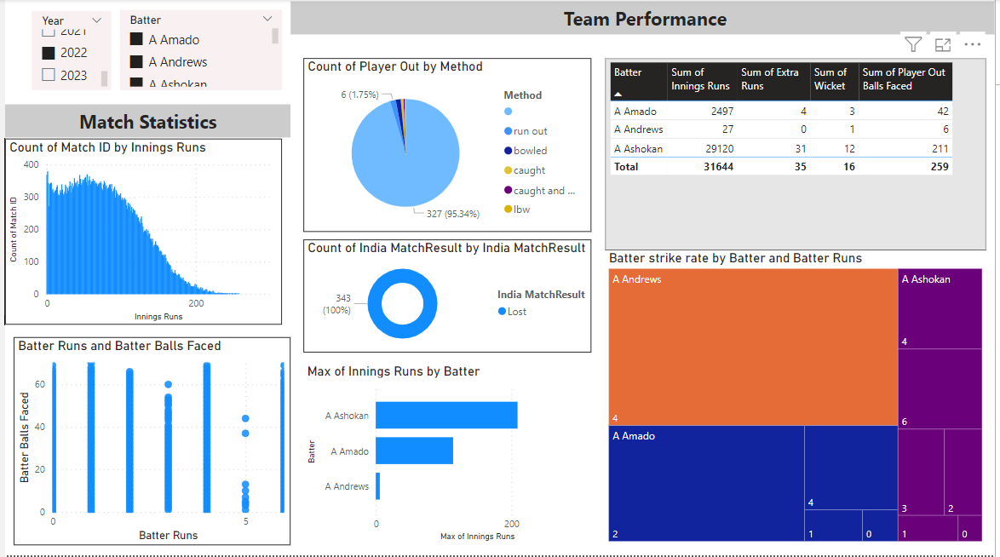 Year
Batter
2021
2022
2023
A Amado
A Andrews
A Ashokan
Team Performance
Match Statistics
Count of Match ID by Innings Runs
400
300
200
100
0
Count of Match ID
0
200
Innings Runs
Batter Runs and Batter Balls Faced
60
40
20
0
Batter Balls Faced
0
5
Batter Runs
Count of Player Out by Method
6 (1.75%)
327 (95.34%)
Method
run out
bowled
caught
caught and ...
lbw
Count of India MatchResult by India MatchResult
343
(100%)
India MatchResult
Lost
Max of Innings Runs by Batter
A Ashokan
A Amado
A Andrews
Batter
0
200
Max of Innings Runs
Batter Sum of Innings Runs Sum of Extra Runs Sum of Wicket Sum of Player Out Balls Faced
A Amado 2497 4 3 42
A Andrews 27 0 1 6
A Ashokan 29120 31 12 211
Total 31644 35 16 259
Batter strike rate by Batter and Batter Runs
A Andrews
4
A Amado
2
4
1
0
A Ashokan
4
6
3
2
1
0